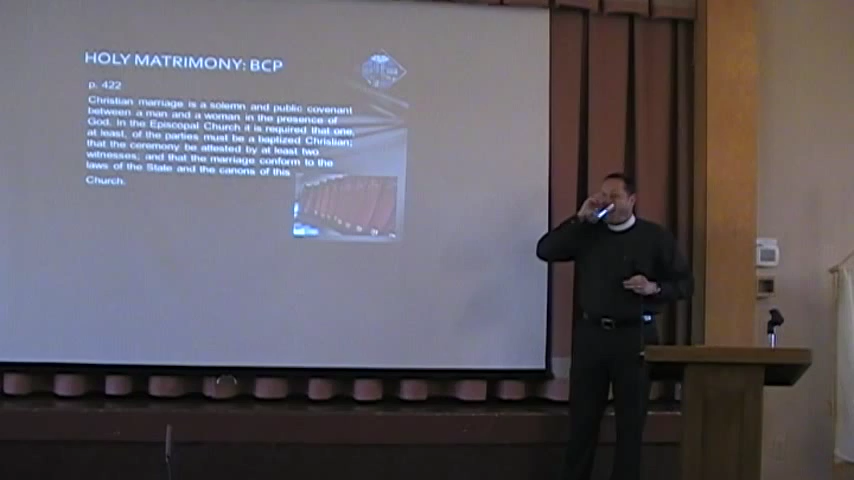 HOLY MATRIMONY: BCP
p. 422
Christian marriage is a solemn and public covenant
between a man and a woman in the presence of
God. In the Episcopal Church it is required that one,
at least, of the parties must be a baptized Christian;
that the ceremony be attested by at least two
witnesses; and that the marriage conform to the
laws of the State and the canons of this
Church.